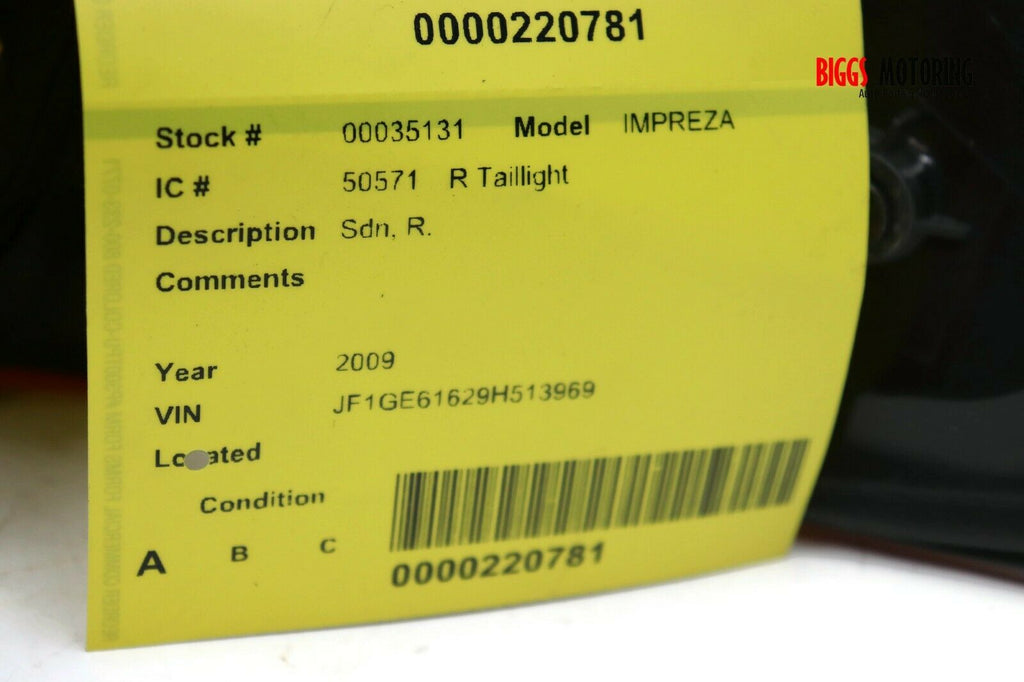 0000220781
BIGGS MOTORING
Stock # 00035131 Model IMPREZA
IC # 50571 R Taillight
Description Sdn, R.
Comments
Year 2009
VIN JF1GE61629H513969
Located
Condition
A B C
0000220781